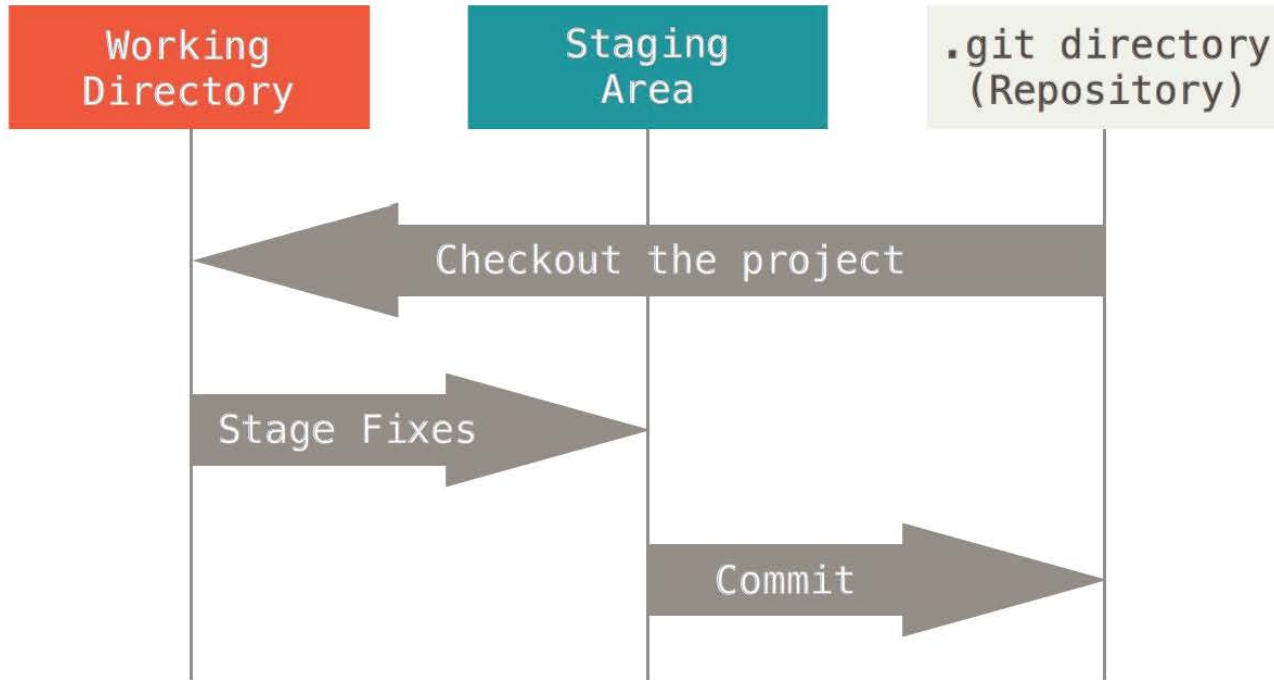 Working
Directory
Staging
Area
.git directory
(Repository)
Checkout the project
Stage Fixes
Commit